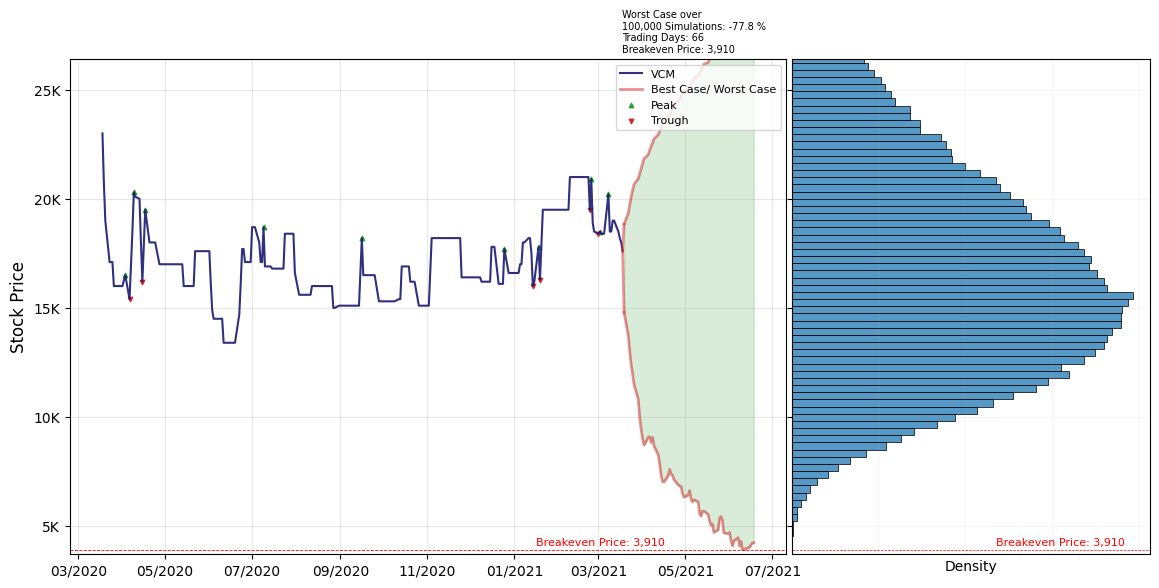 Worst Case over
100,000 Simulations: -77.8 %
Trading Days: 66
Breakeven Price: 3,910
VCM
Best Case/ Worst Case
Peak
Trough
Stock Price
25K
20K
15K
10K
5K
Breakeven Price: 3,910
Breakeven Price: 3,910
03/2020 05/2020 07/2020 09/2020 11/2020 01/2021 03/2021 05/2021 07/2021
Density